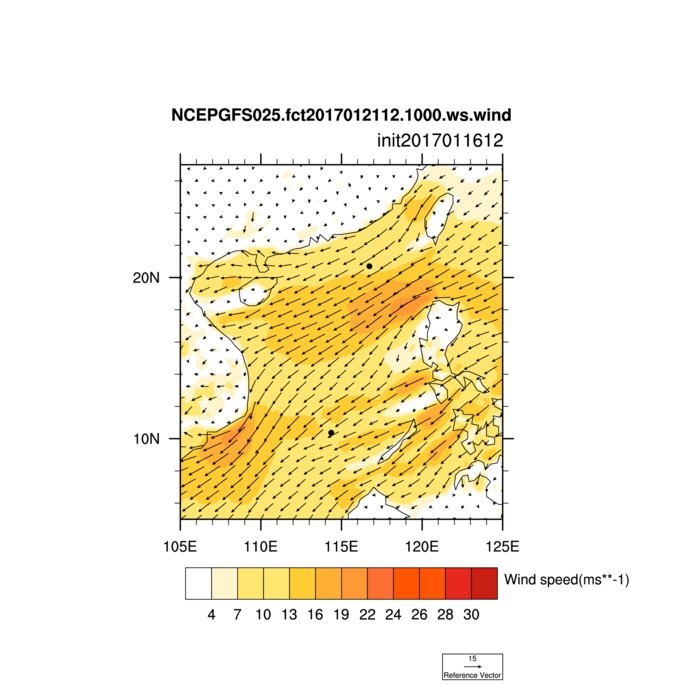 NCEPGFS025.fct2017012112.1000.ws.wind
init2017011612
20N
10N
105E 110E 115E 120E 125E
Wind speed(ms**-1)
4 7 10 13 16 19 22 24 26 28 30
15
Reference Vector